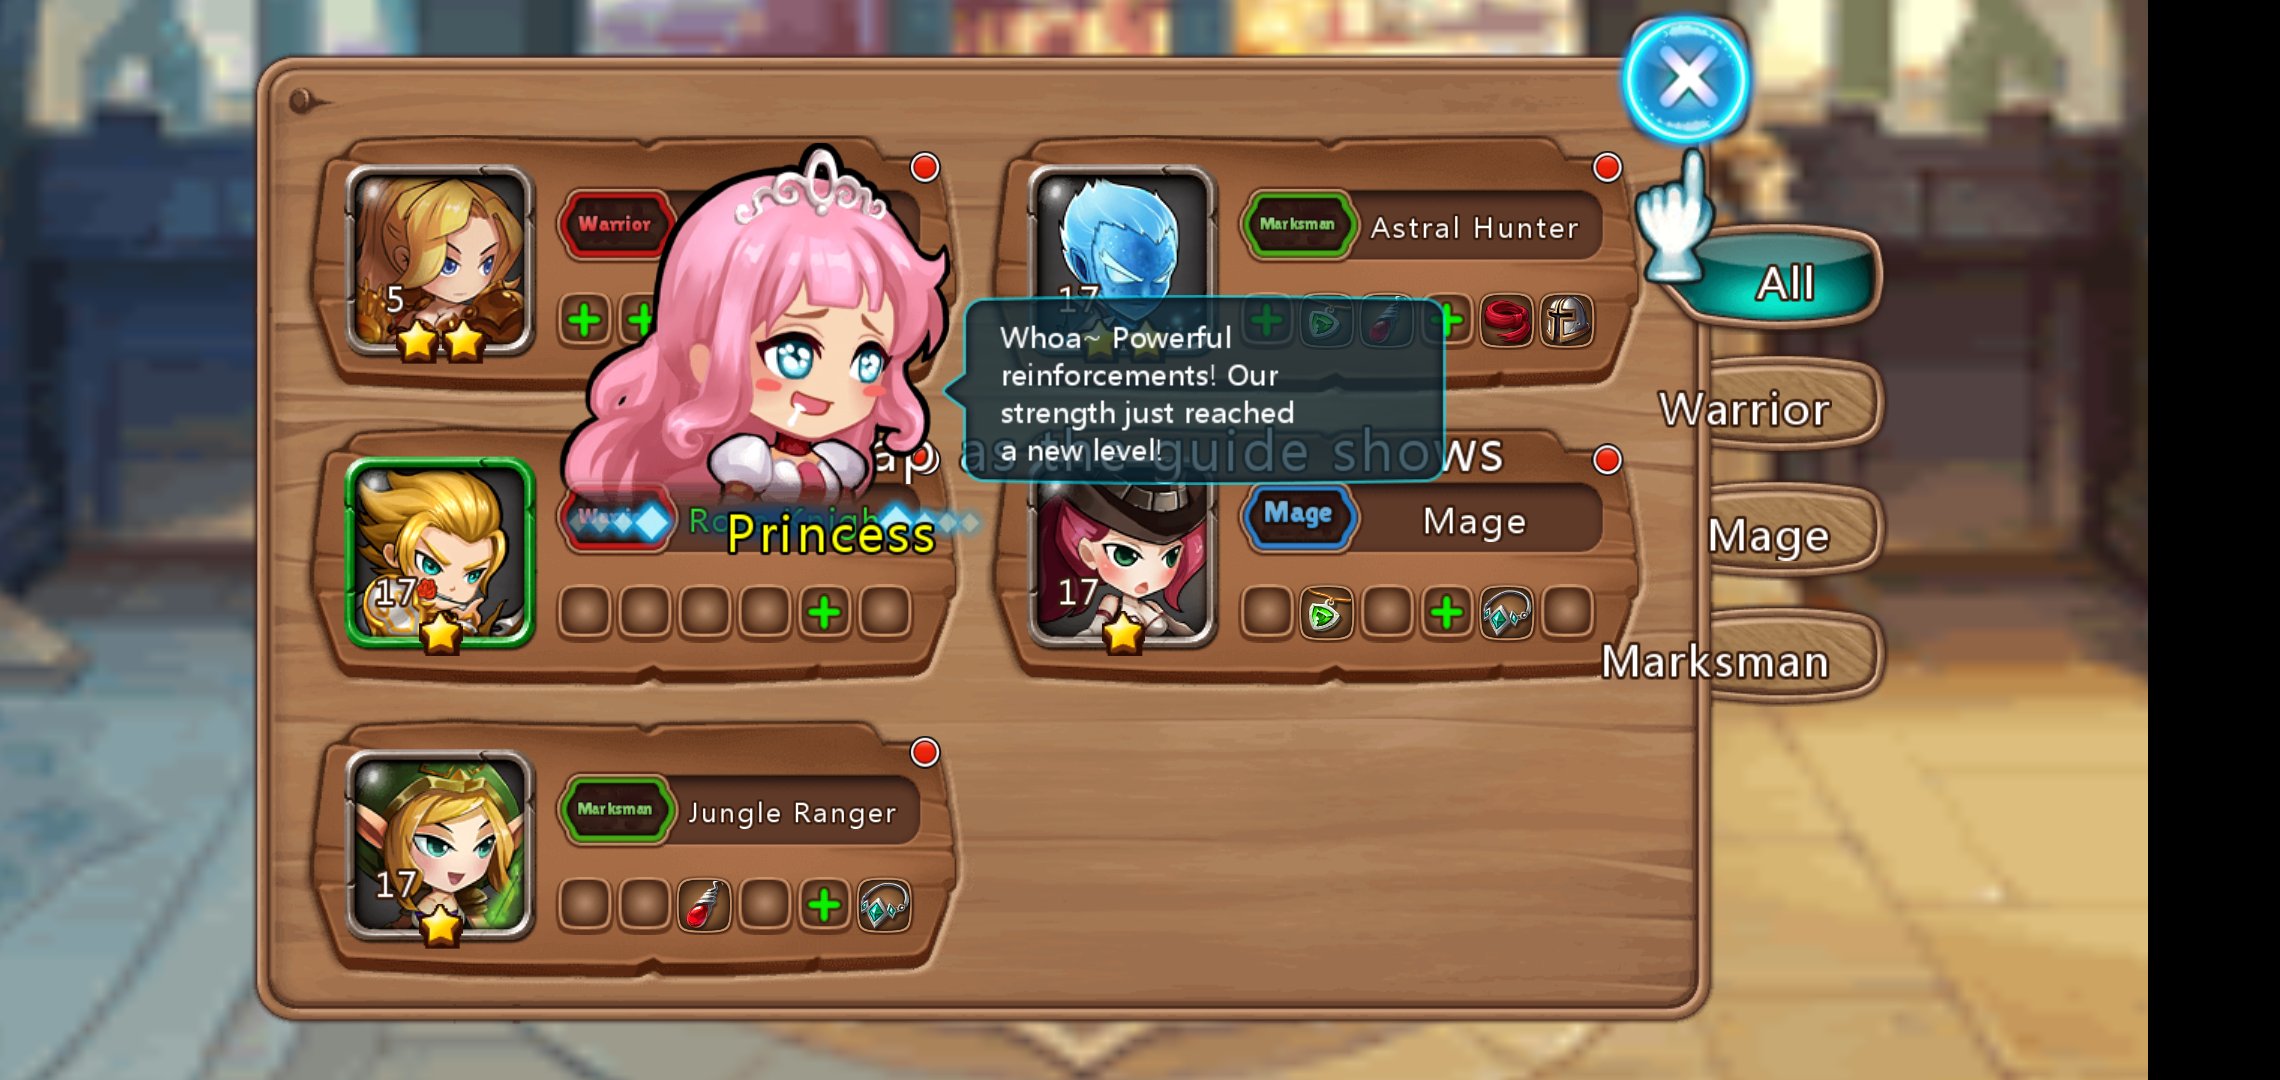 Warrior
Marksman
Astral Hunter
5
17
All
Whoa~ Powerful
reinforcements! Our
strength just reached
a new level!
Warrior
as the guide shows
Princess
Mage
Mage
Mage
17
17
Marksman
Marksman
Jungle Ranger
17